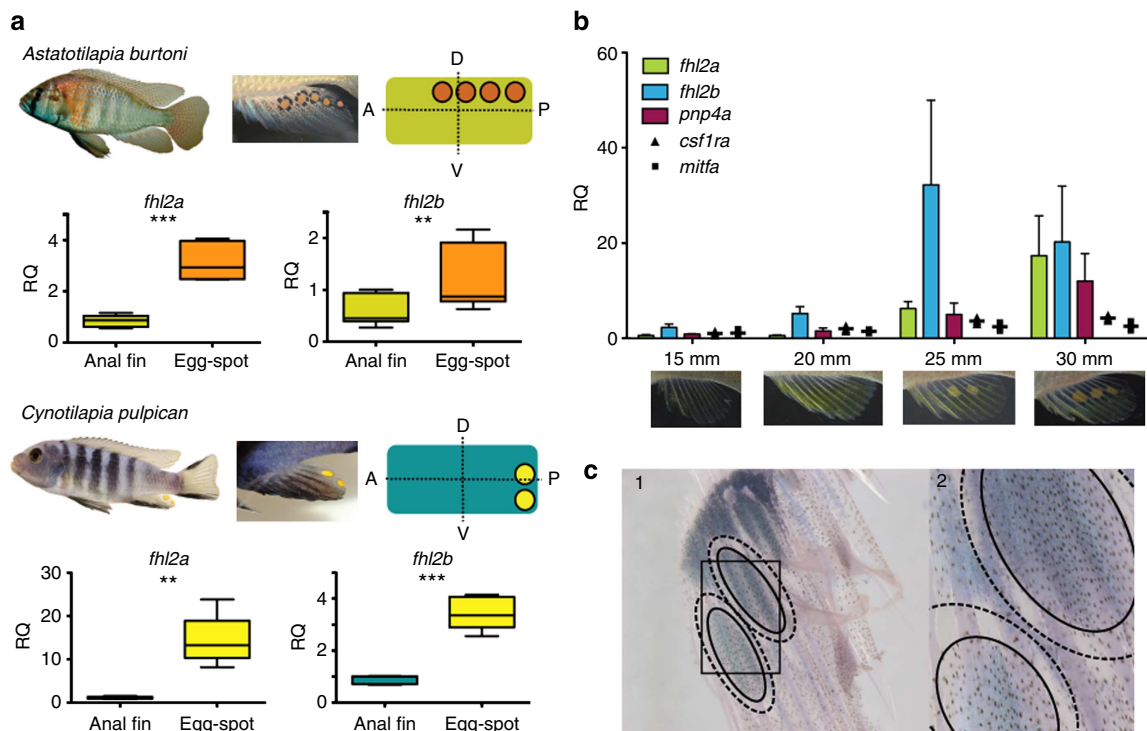 a
Astatotilapia burtoni
D
A
P
V
fhl2a
***
RQ
4
2
0
Anal fin Egg-spot
fhl2b
**
RQ
2
1
0
Anal fin Egg-spot
Cynotilapia pulpican
D
A
P
V
fhl2a
**
RQ
30
20
10
0
Anal fin Egg-spot
fhl2b
***
RQ
4
2
0
Anal fin Egg-spot
b
RQ
60
40
20
0
fhl2a
fhl2b
pnp4a
csf1ra
mitfa
15 mm 20 mm 25 mm 30 mm
c
1
2